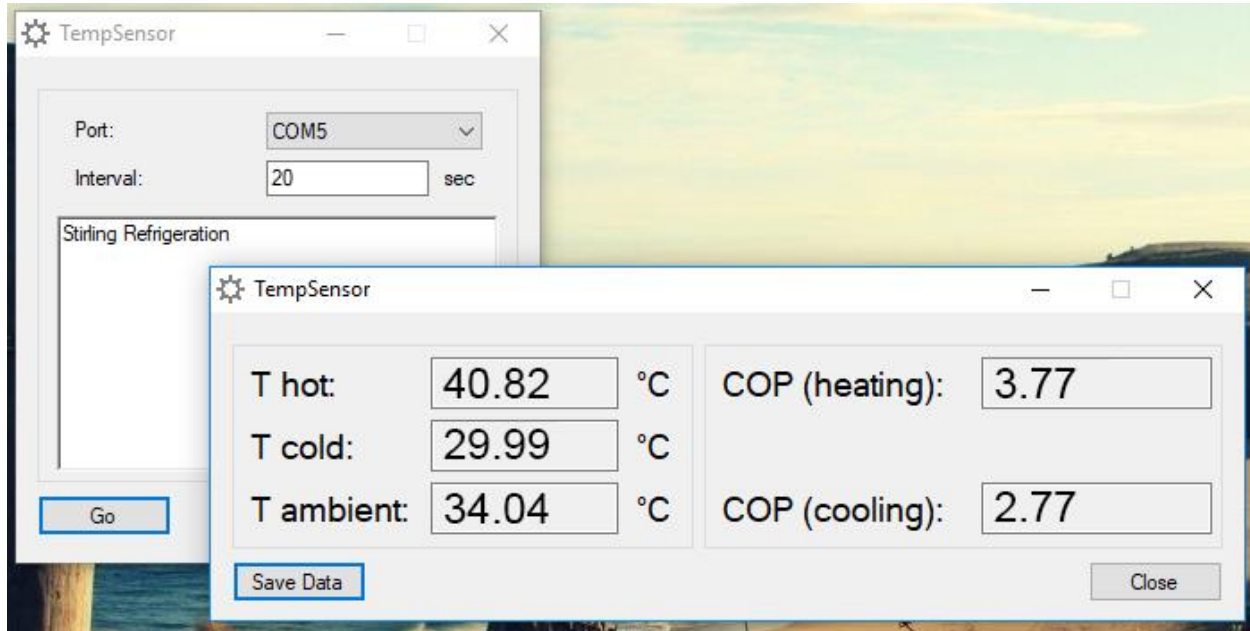 TempSensor
Port:
COM5
Interval:
20
sec
Stirling Refrigeration
Go
TempSensor
T hot:
40.82
°C
COP (heating):
3.77
T cold:
29.99
°C
T ambient:
34.04
°C
COP (cooling):
2.77
Save Data
Close